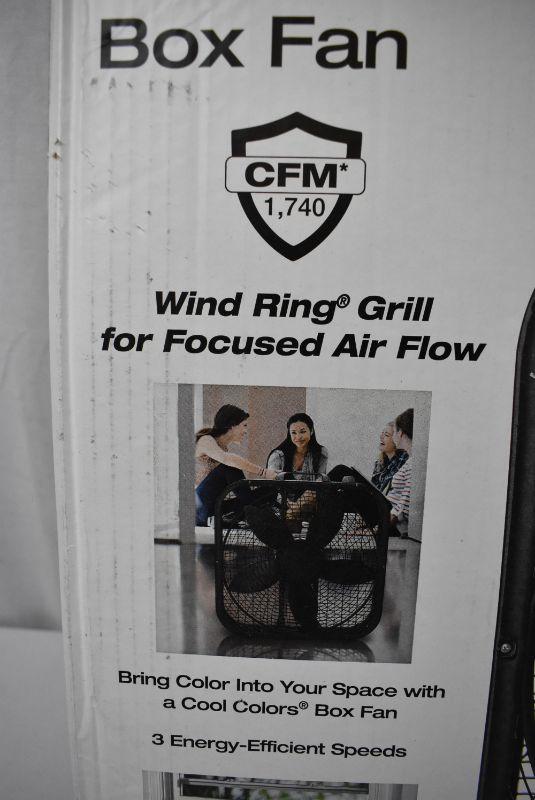 Box Fan
CFM*
1,740
Wind Ring® Grill
for Focused Air Flow
Bring Color Into Your Space with
a Cool Colors® Box Fan
3 Energy-Efficient Speeds